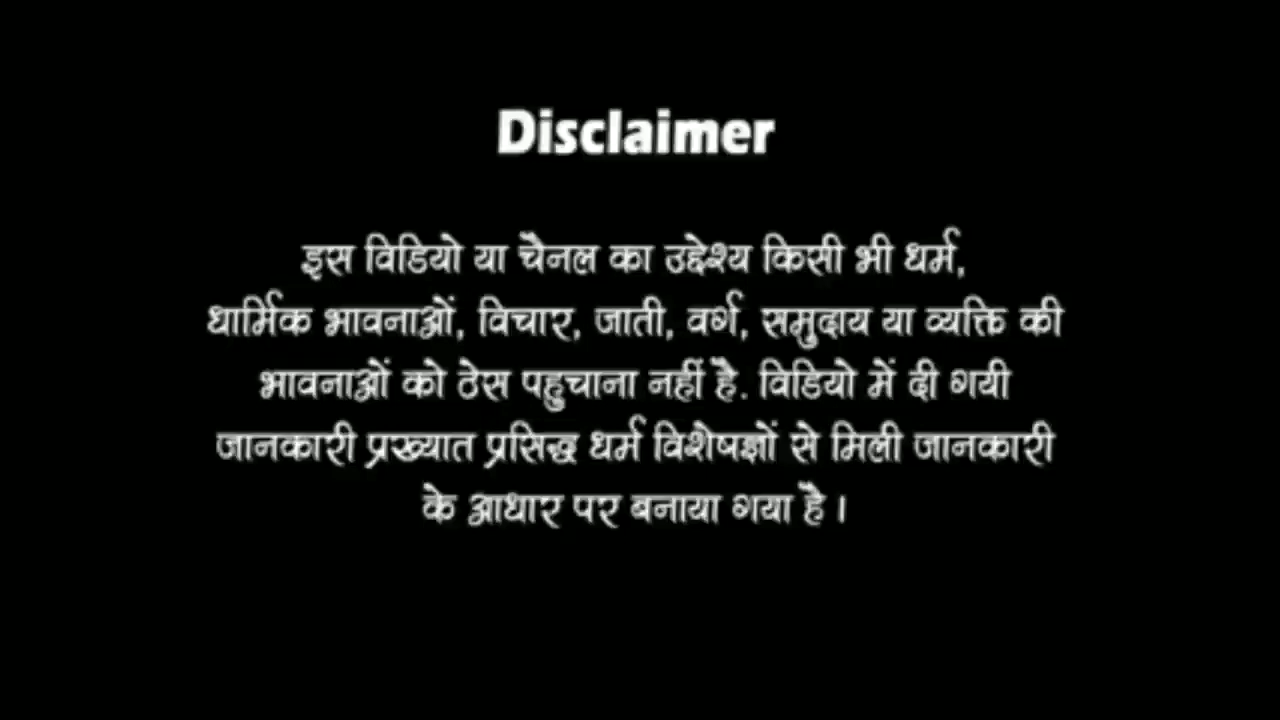 Disclaimer
इस विडियो या चैनल का उद्देश्य किसी भी धर्म,
धार्मिक भावनाओं, विचार, जाती, वर्ग, समुदाय या व्यक्ति की
भावनाओं को ठेस पहुचाना नहीं है. विडियो में दी गयी
जानकारी प्रख्यात प्रसिद्ध धर्म विशेषज्ञों से मिली जानकारी
के आधार पर बनाया गया है ।